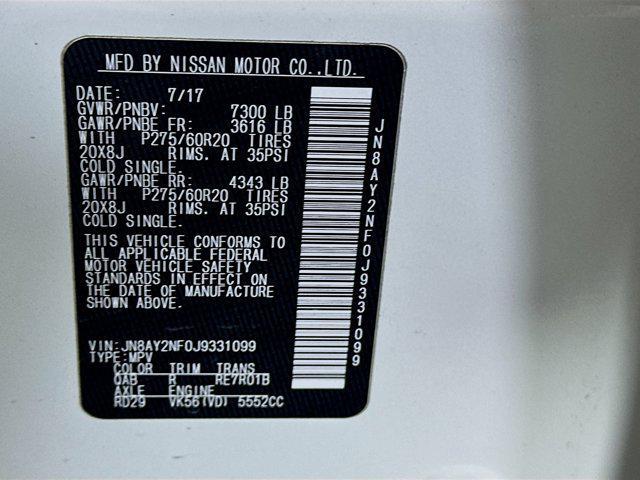 MFD BY NISSAN MOTOR CO.,LTD.
DATE: 7/17
GVWR/PNBV: 7300 LB
GAWR/PNBE FR: 3616 LB
WITH P275/60R20 TIRES
20X8J RIMS. AT 35PSI
COLD SINGLE.
GAWR/PNBE RR: 4343 LB
WITH P275/60R20 TIRES
20X8J RIMS. AT 35PSI
COLD SINGLE.
THIS VEHICLE CONFORMS TO
ALL APPLICABLE FEDERAL
MOTOR VEHICLE SAFETY
STANDARDS IN EFFECT ON
THE DATE OF MANUFACTURE
SHOWN ABOVE.
VIN:JN8AY2NF0J9331099
TYPE:MPV
COLOR TRIM TRANS
QAB R RE7R01B
AXLE ENGINE
RD29 VK56(VD) 5552CC
JN8AY2NF0J9331099